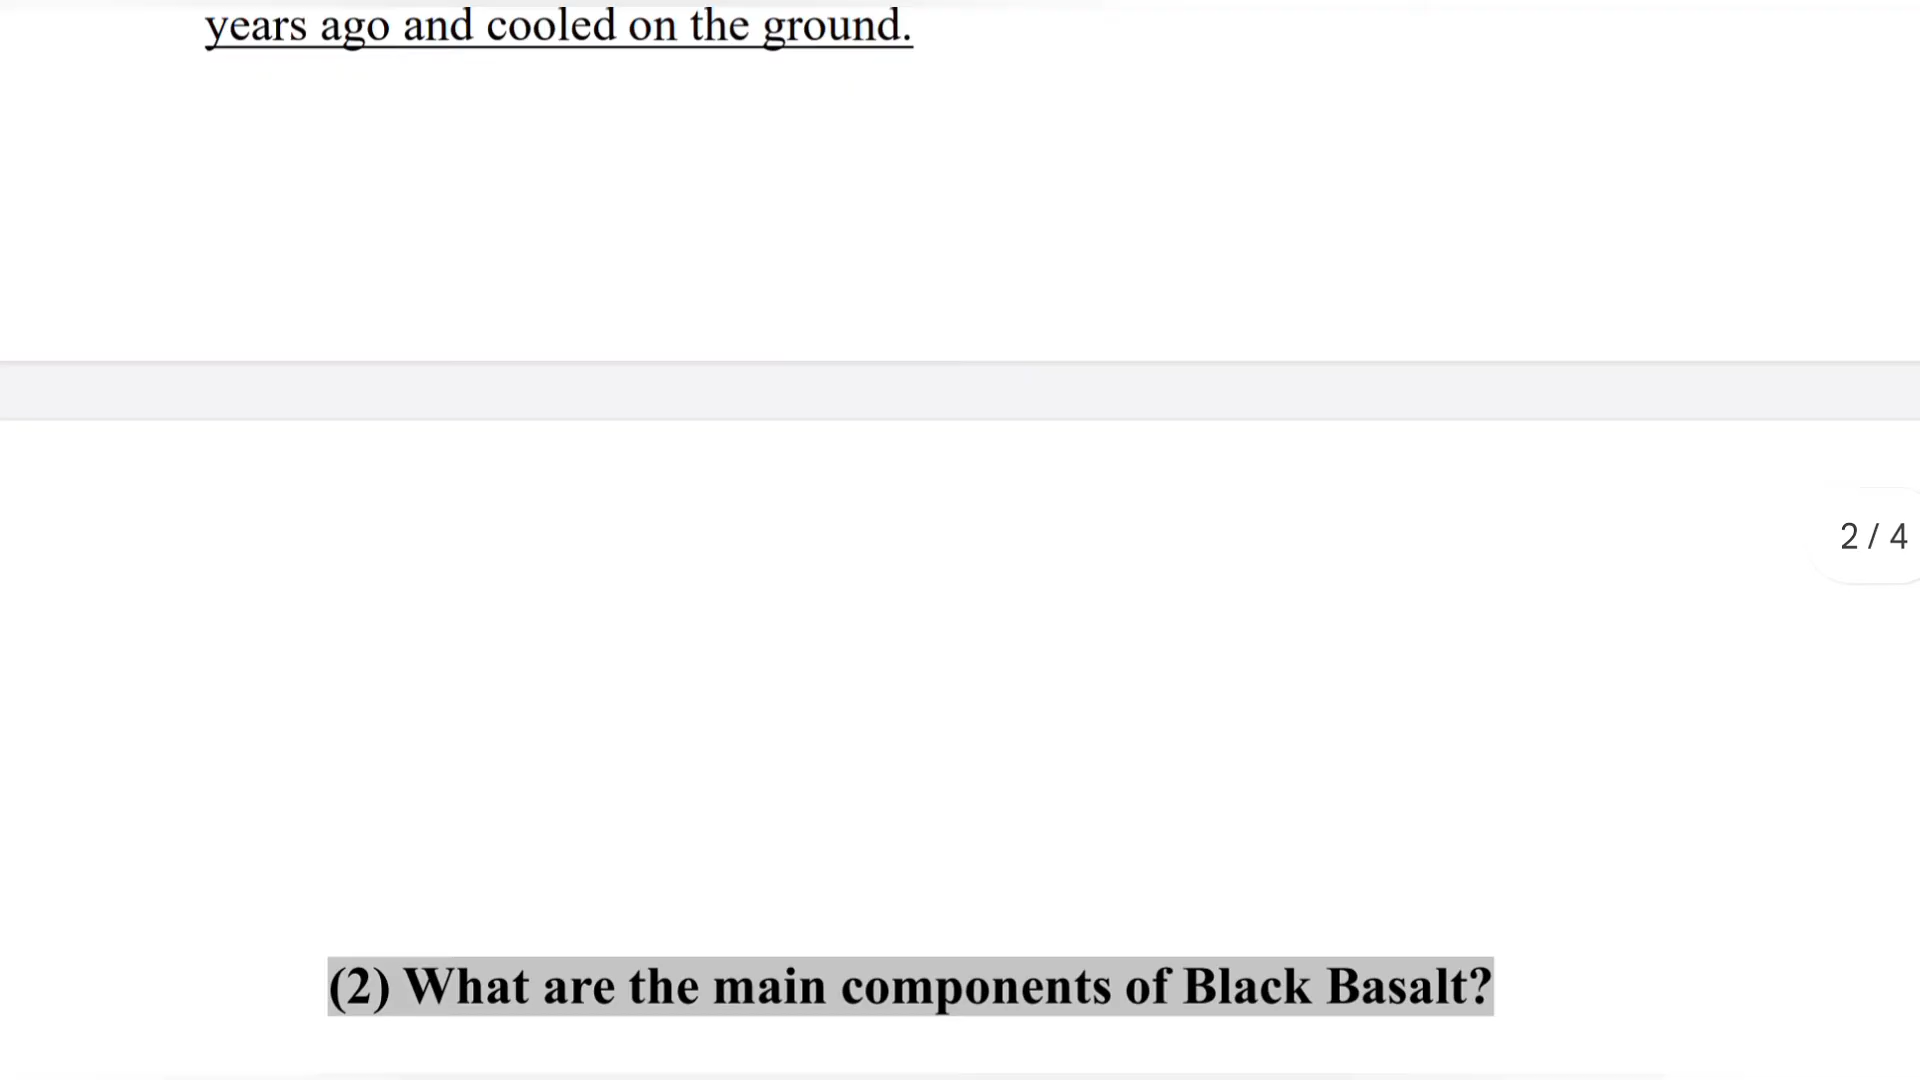 years ago and cooled on the ground.
2 / 4
(2) What are the main components of Black Basalt?